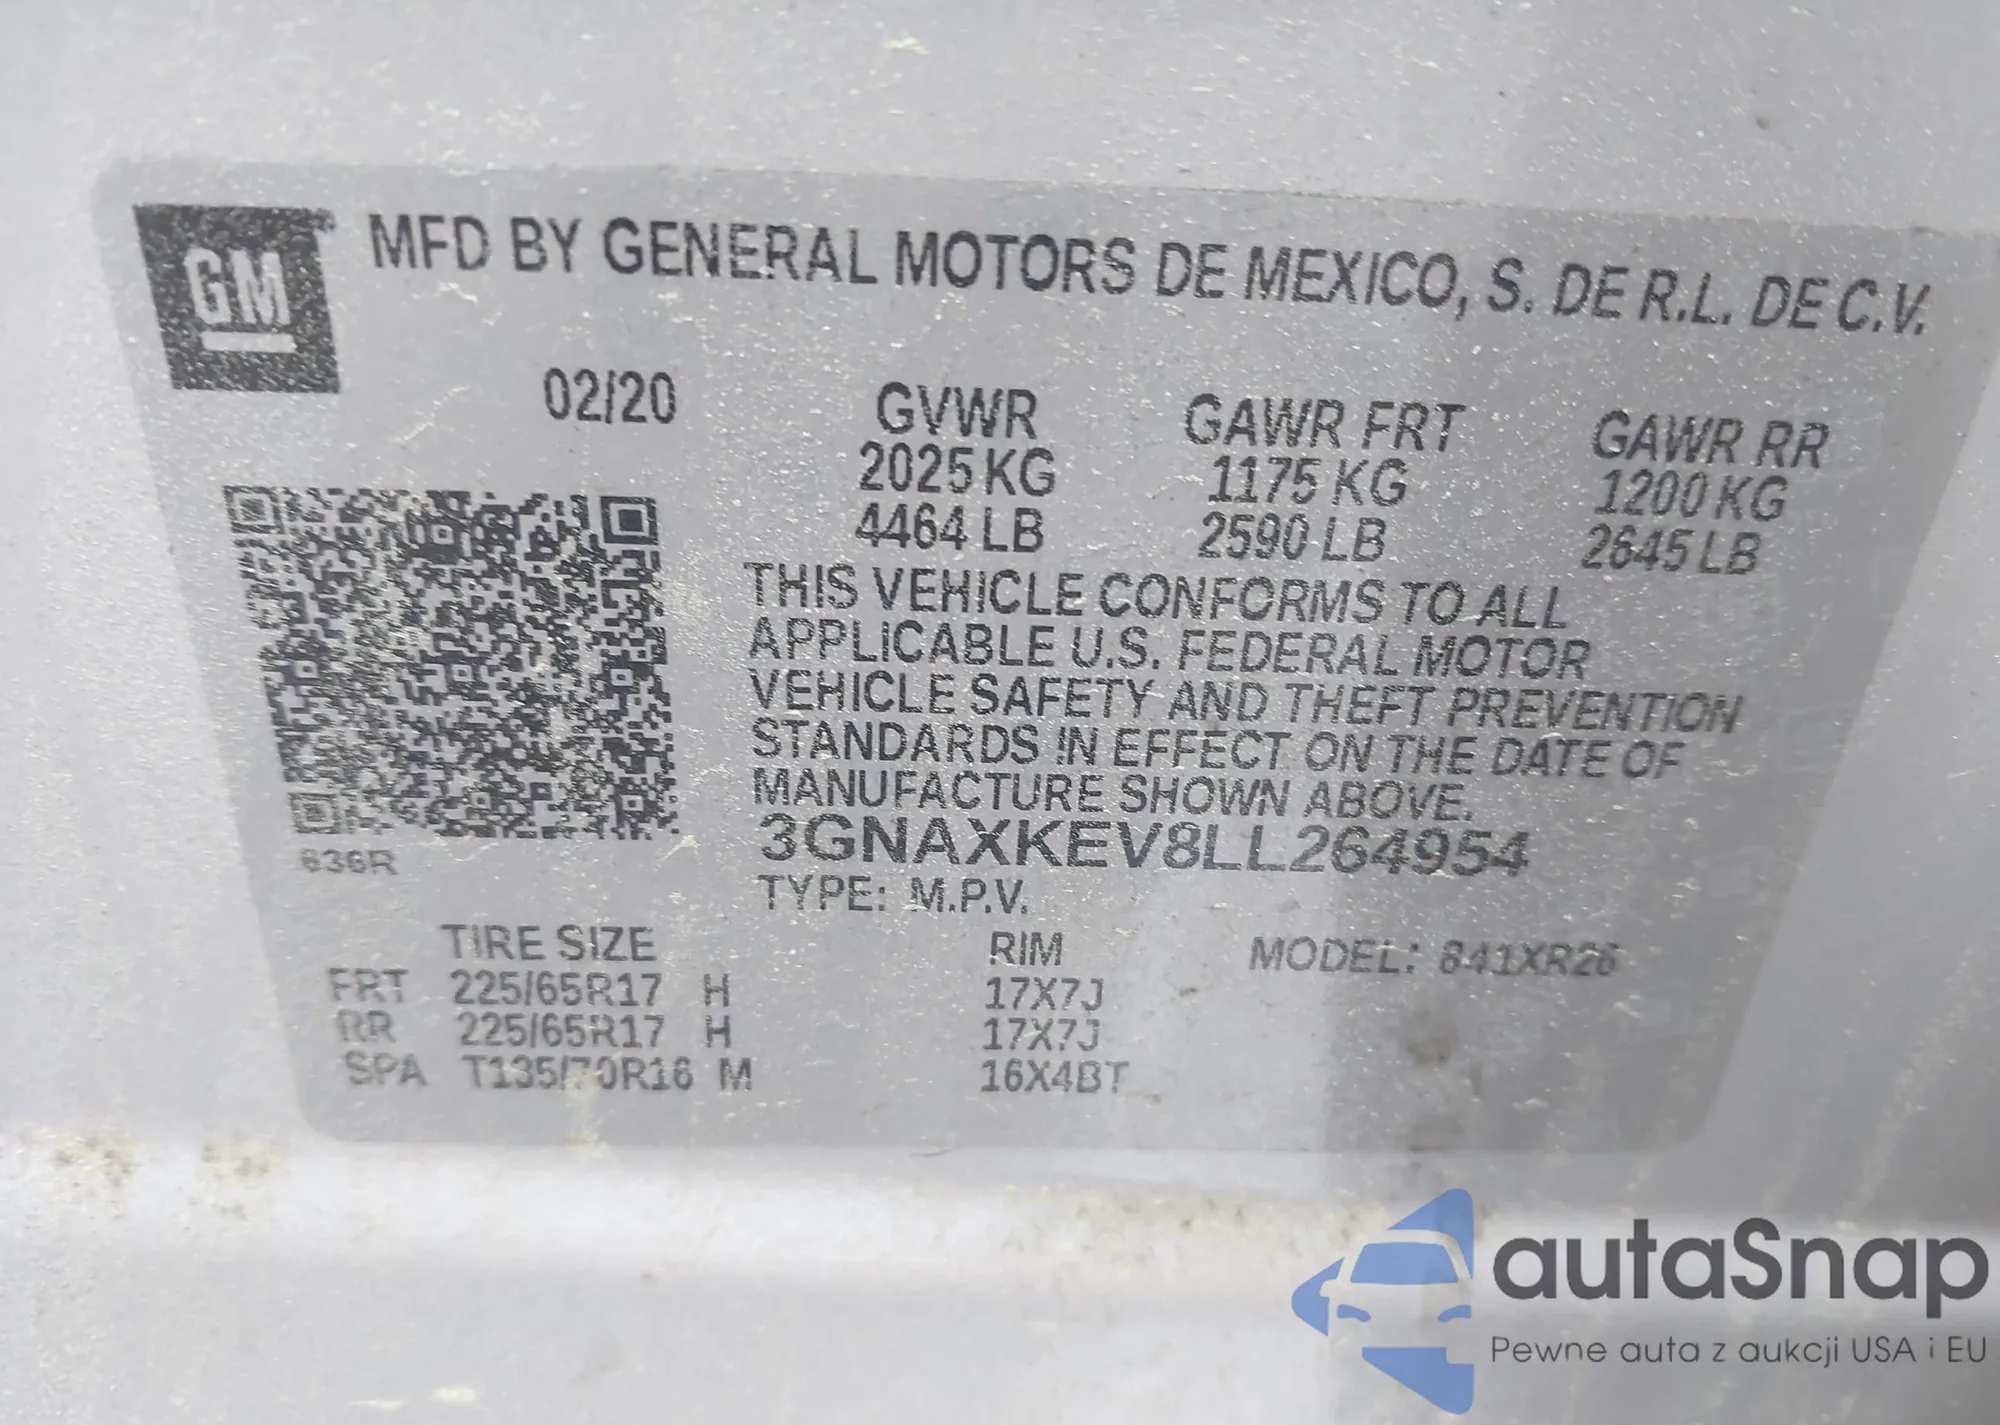 GM
MFD BY GENERAL MOTORS DE MEXICO, S. DE R.L. DE C.V.
02/20 GVWR GAWR FRT GAWR RR
2025 KG 1175 KG 1200 KG
4464 LB 2590 LB 2645 LB
THIS VEHICLE CONFORMS TO ALL
APPLICABLE U.S. FEDERAL MOTOR
VEHICLE SAFETY AND THEFT PREVENTION
STANDARDS IN EFFECT ON THE DATE OF
MANUFACTURE SHOWN ABOVE.
3GNAXKEV8LL264954
636R
TYPE: M.P.V.
TIRE SIZE RIM MODEL: 841XR26
FRT 225/65R17 H 17X7J
RR 225/65R17 H 17X7J
SPA T135/70R16 M 16X4BT
autaSnap
Pewne auta z aukcji USA i EU